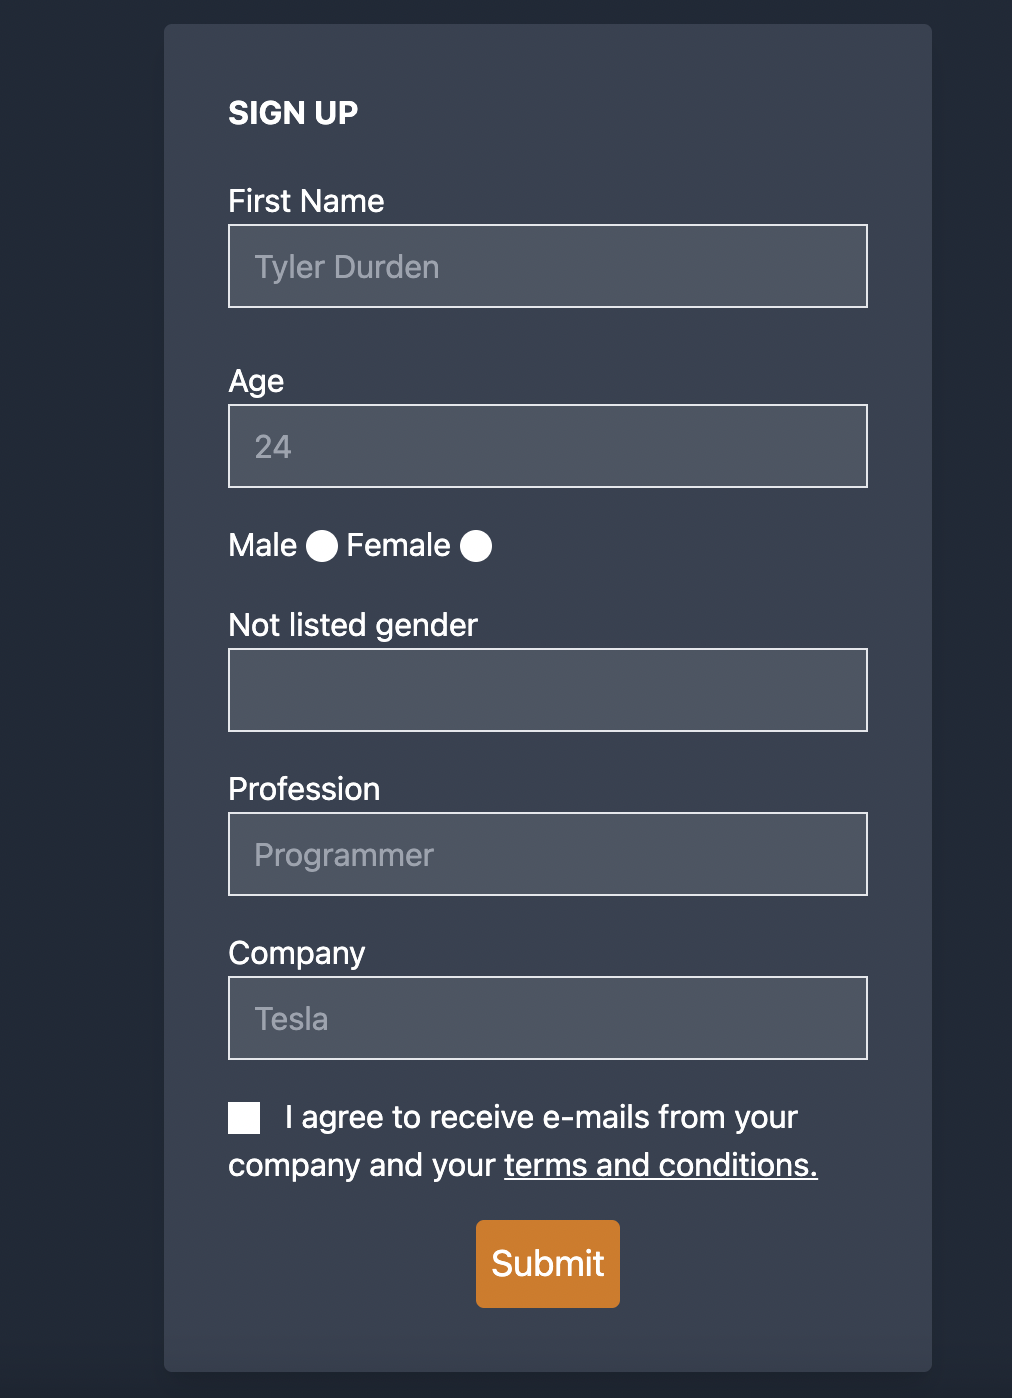 SIGN UP
First Name
Tyler Durden
Age
24
Male Female
Not listed gender
Profession
Programmer
Company
Tesla
I agree to receive e-mails from your
company and your terms and conditions.
Submit